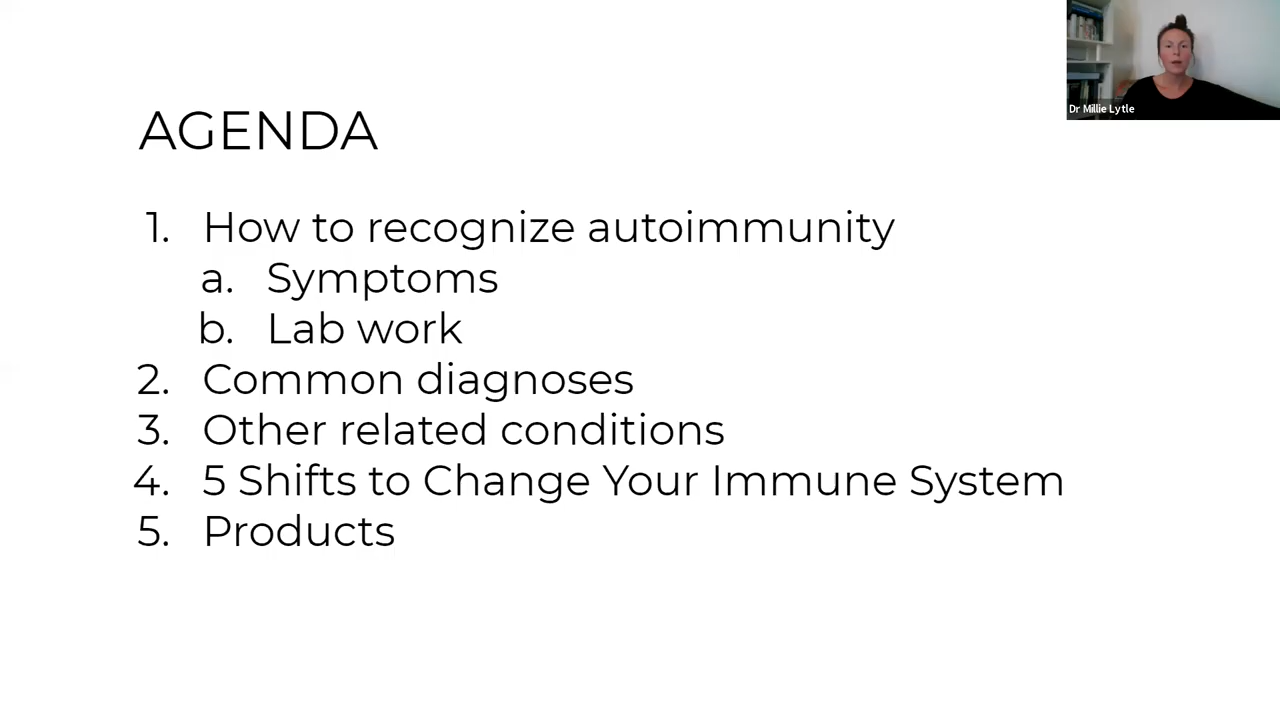 AGENDA
1. How to recognize autoimmunity
a. Symptoms
b. Lab work
2. Common diagnoses
3. Other related conditions
4. 5 Shifts to Change Your Immune System
5. Products
Dr Millie Lytle